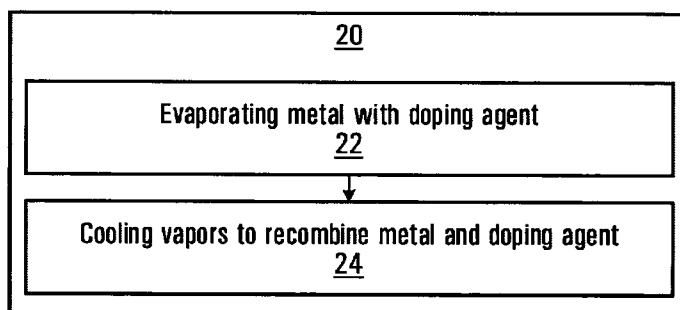 20
Evaporating metal with doping agent
22
Cooling vapors to recombine metal and doping agent
24